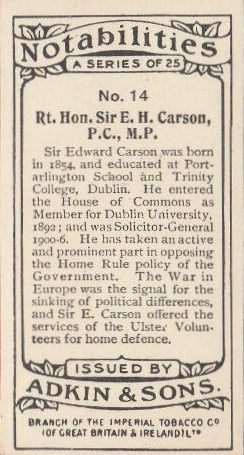 Notabilities
A SERIES OF 25
No. 14
Rt. Hon. Sir E. H. Carson,
P.C., M.P.
Sir Edward Carson was born
in 1854, and educated at Port-
arlington School and Trinity
College, Dublin. He entered
the House of Commons as
Member for Dublin University,
1892; and was Solicitor-General
1900-6. He has taken an active
and prominent part in opposing
the Home Rule policy of the
Government. The War in
Europe was the signal for the
sinking of political differences,
and Sir E. Carson offered the
services of the Ulster Volun-
teers for home defence.
ISSUED BY
ADKIN & SONS.
BRANCH OF THE IMPERIAL TOBACCO CO
(OF GREAT BRITAIN & IRELAND) LTD